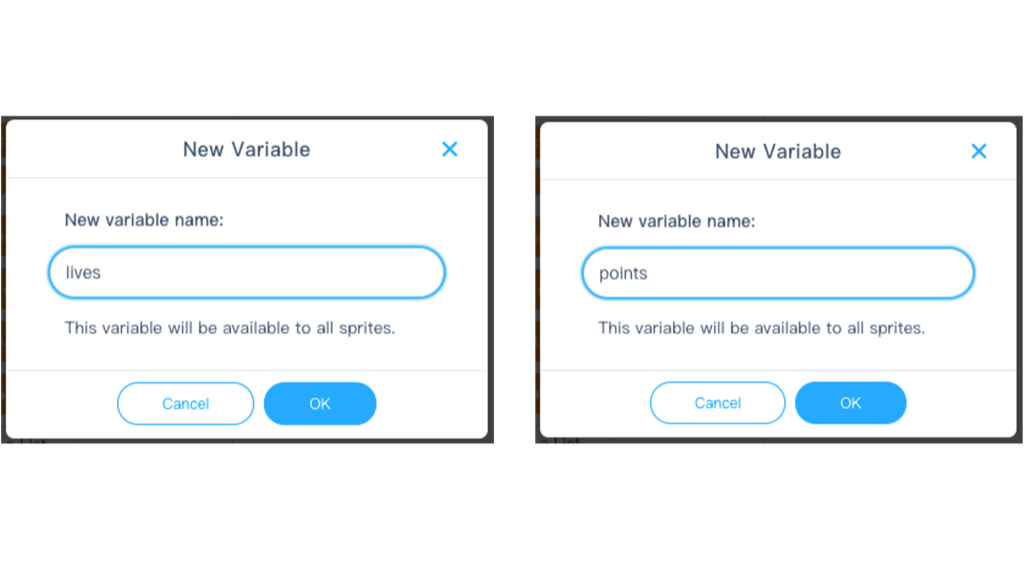 New Variable
New variable name:
lives
This variable will be available to all sprites.
Cancel
OK
New Variable
New variable name:
points
This variable will be available to all sprites.
Cancel
OK